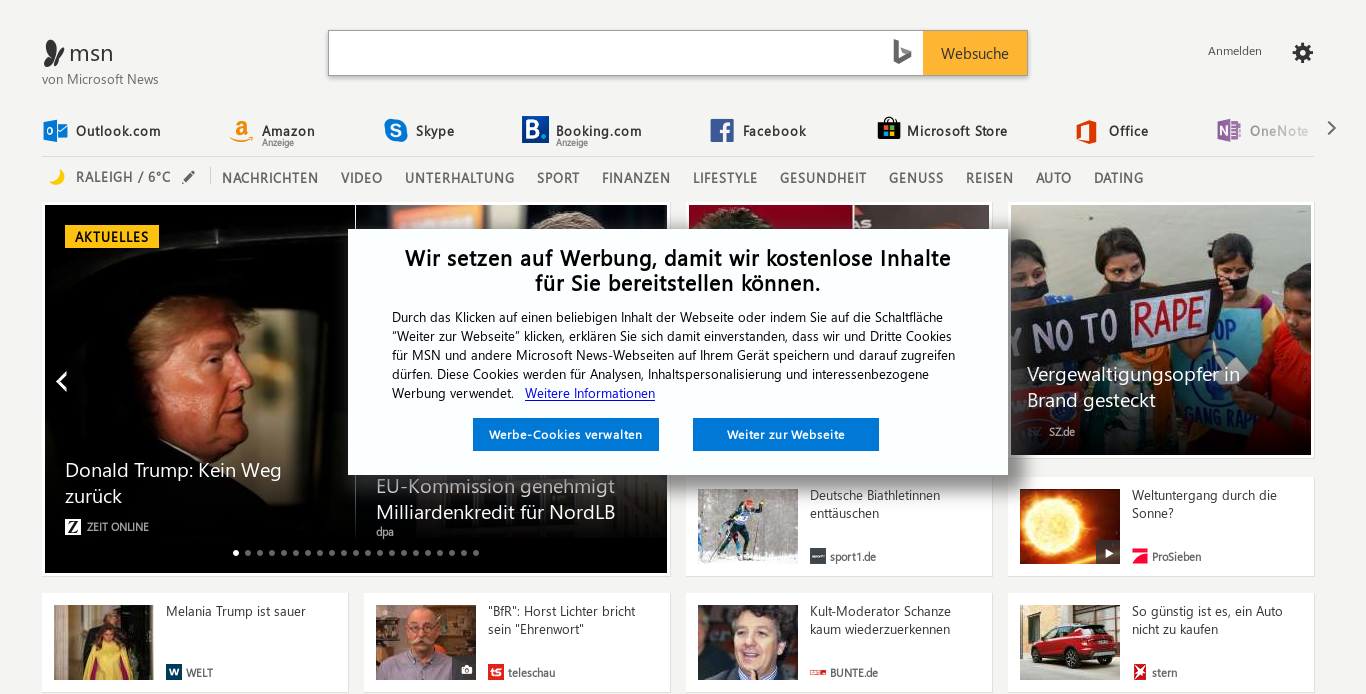 msn
von Microsoft News
Websuche
Anmelden
Outlook.com
Amazon
Anzeige
Skype
Booking.com
Anzeige
Facebook
Microsoft Store
Office
OneNote
RALEIGH / 6°C
NACHRICHTEN
VIDEO
UNTERHALTUNG
SPORT
FINANZEN
LIFESTYLE
GESUNDHEIT
GENUSS
REISEN
AUTO
DATING
AKTUELLES
Donald Trump: Kein Weg
zurück
ZEIT ONLINE
EU-Kommission genehmigt
Milliardenkredit für NordLB
dpa
Wir setzen auf Werbung, damit wir kostenlose Inhalte
für Sie bereitstellen können.
Durch das Klicken auf einen beliebigen Inhalt der Webseite oder indem Sie auf die Schaltfläche
“Weiter zur Webseite” klicken, erklären Sie sich damit einverstanden, dass wir und Dritte Cookies
für MSN und andere Microsoft News-Webseiten auf Ihrem Gerät speichern und darauf zugreifen
dürfen. Diese Cookies werden für Analysen, Inhaltspersonalisierung und interessenbezogene
Werbung verwendet. Weitere Informationen
Werbe-Cookies verwalten
Weiter zur Webseite
Y NO TO RAPE
STOP
GANG RAPE
Vergewaltigungsopfer in
Brand gesteckt
SZ
SZ.de
Deutsche Biathletinnen
enttäuschen
sport1.de
Weltuntergang durch die
Sonne?
ProSieben
Melania Trump ist sauer
W
WELT
"BfR": Horst Lichter bricht
sein "Ehrenwort"
ts
teleschau
Kult-Moderator Schanze
kaum wiederzuerkennen
BUNTE.de
So günstig ist es, ein Auto
nicht zu kaufen
stern